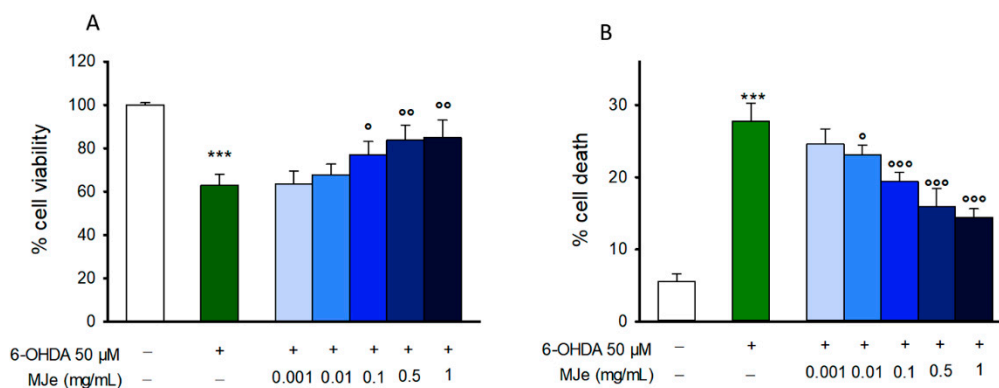 A
% cell viability
120
100
80
60
40
20
0
***
°
°°
°°
6-OHDA 50 µM − + + + + + +
MJe (mg/mL) 0.001 0.01 0.1 0.5 1
B
% cell death
30
20
10
0
***
°
°°°
°°°
°°°
6-OHDA 50 µM − + + + + + +
MJe (mg/mL) 0.001 0.01 0.1 0.5 1